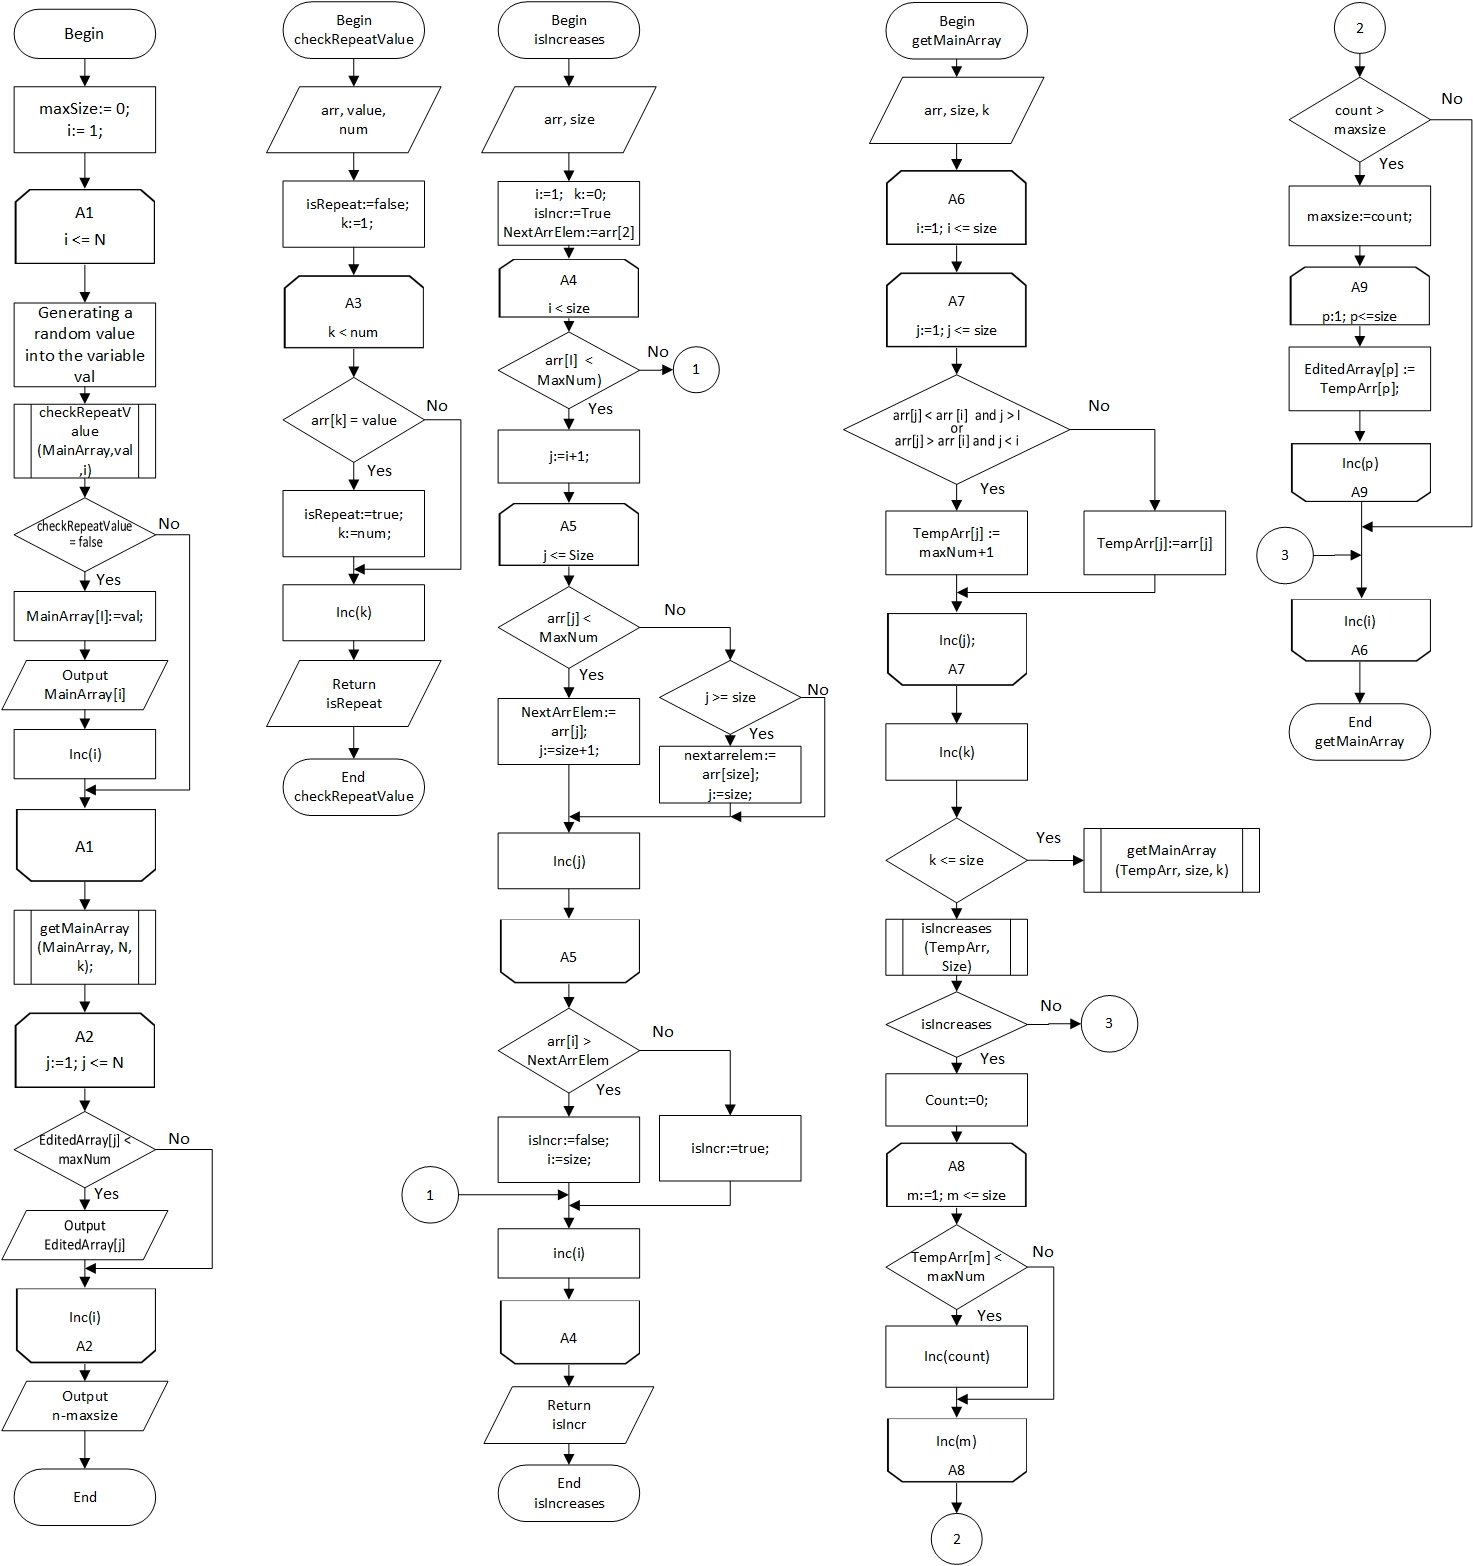 Begin
maxSize:= 0;
i:= 1;
A1
i <= N
Generating a
random value
into the variable
val
checkRepeatV
alue
(MainArray,val
,i)
checkRepeatValue
= false
No
Yes
MainArray[I]:=val;
Output
MainArray[i]
Inc(i)
A1
getMainArray
(MainArray, N,
k);
A2
j:=1; j <= N
EditedArray[j] <
maxNum
No
Yes
Output
EditedArray[j]
Inc(i)
A2
Output
n-maxsize
End
Begin
checkRepeatValue
arr, value,
num
isRepeat:=false;
k:=1;
A3
k < num
arr[k] = value
No
Yes
isRepeat:=true;
k:=num;
Inc(k)
Return
isRepeat
End
checkRepeatValue
Begin
isIncreases
arr, size
i:=1;   k:=0;
isIncr:=True
NextArrElem:=arr[2]
A4
i < size
arr[I]  <
MaxNum)
No
1
Yes
j:=i+1;
A5
j <= Size
arr[j] <
MaxNum
No
Yes
j >= size
No
Yes
NextArrElem:=
arr[j];
j:=size+1;
nextarrelem:=
arr[size];
j:=size;
Inc(j)
A5
arr[i] >
NextArrElem
No
Yes
isIncr:=false;
i:=size;
isIncr:=true;
1
inc(i)
A4
Return
isIncr
End
isIncreases
Begin
getMainArray
arr, size, k
A6
i:=1; i <= size
A7
j:=1; j <= size
arr[j] < arr [i]  and j > I
or
arr[j] > arr [i] and j < i
No
Yes
TempArr[j] :=
maxNum+1
TempArr[j]:=arr[j]
Inc(j);
A7
Inc(k)
k <= size
Yes
getMainArray
(TempArr, size, k)
isIncreases
(TempArr,
Size)
isIncreases
No
3
Yes
Count:=0;
A8
m:=1; m <= size
TempArr[m] <
maxNum
No
Yes
Inc(count)
Inc(m)
A8
2
2
count >
maxsize
No
Yes
maxsize:=count;
A9
p:1; p<=size
EditedArray[p] :=
TempArr[p];
Inc(p)
A9
3
Inc(i)
A6
End
getMainArray